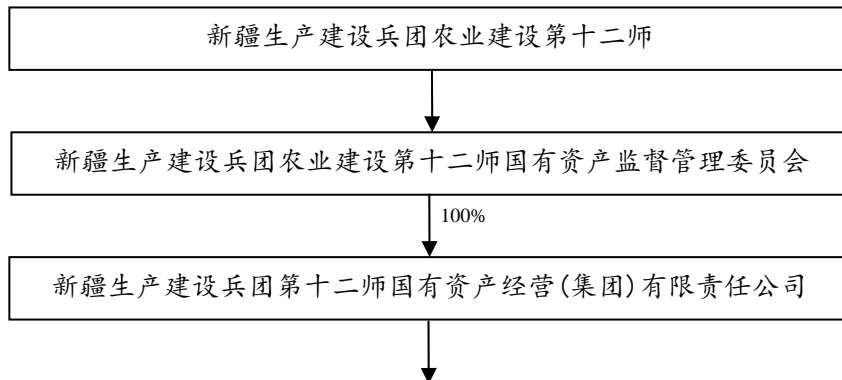 新疆生产建设兵团农业建设第十二师
新疆生产建设兵团农业建设第十二师国有资产监督管理委员会
100%
新疆生产建设兵团第十二师国有资产经营(集团)有限责任公司